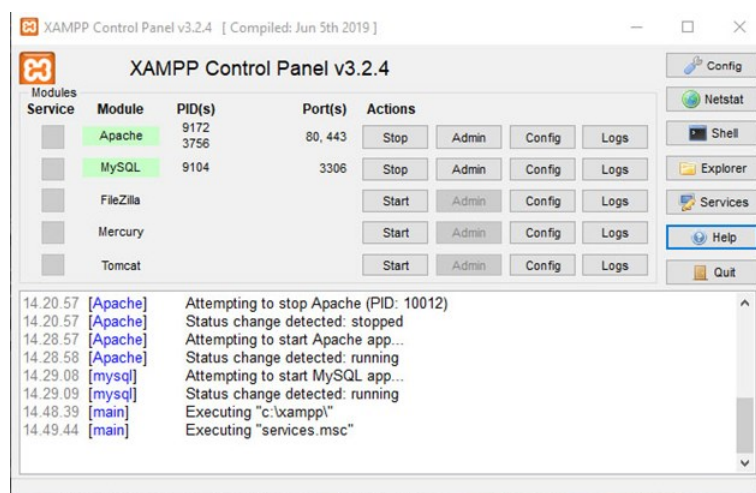 XAMPP Control Panel v3.2.4 [ Compiled: Jun 5th 2019 ]
XAMPP Control Panel v3.2.4
Config
Modules
Service Module PID(s) Port(s) Actions
Netstat
Apache 9172 3756 80, 443 Stop Admin Config Logs
Shell
MySQL 9104 3306 Stop Admin Config Logs
Explorer
FileZilla Start Admin Config Logs
Services
Mercury Start Admin Config Logs
Help
Tomcat Start Admin Config Logs
Quit
14.20.57 [Apache] Attempting to stop Apache (PID: 10012)
14.20.57 [Apache] Status change detected: stopped
14.28.57 [Apache] Attempting to start Apache app...
14.28.58 [Apache] Status change detected: running
14.29.08 [mysql] Attempting to start MySQL app...
14.29.09 [mysql] Status change detected: running
14.48.39 [main] Executing "c:\xampp\"
14.49.44 [main] Executing "services.msc"